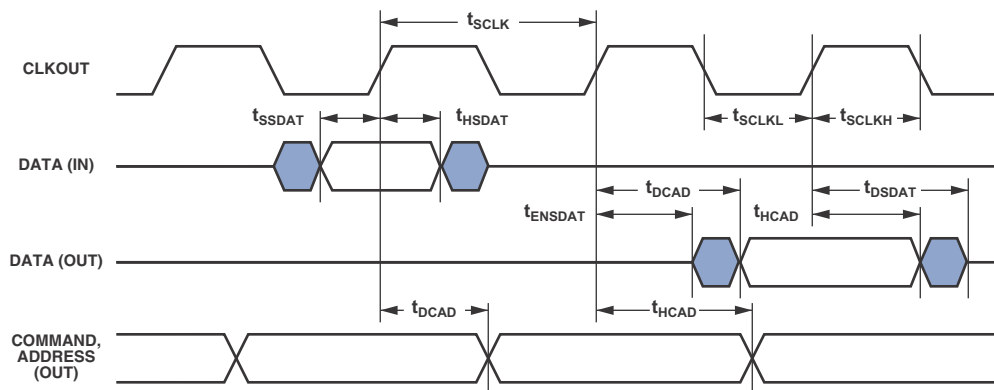 tSCLK
CLKOUT
tSSDAT
tHSDAT
tSCLKL
tSCLKH
DATA (IN)
tDCAD
tDSDAT
tENSDAT
tHCAD
DATA (OUT)
tDCAD
tHCAD
COMMAND,
ADDRESS
(OUT)